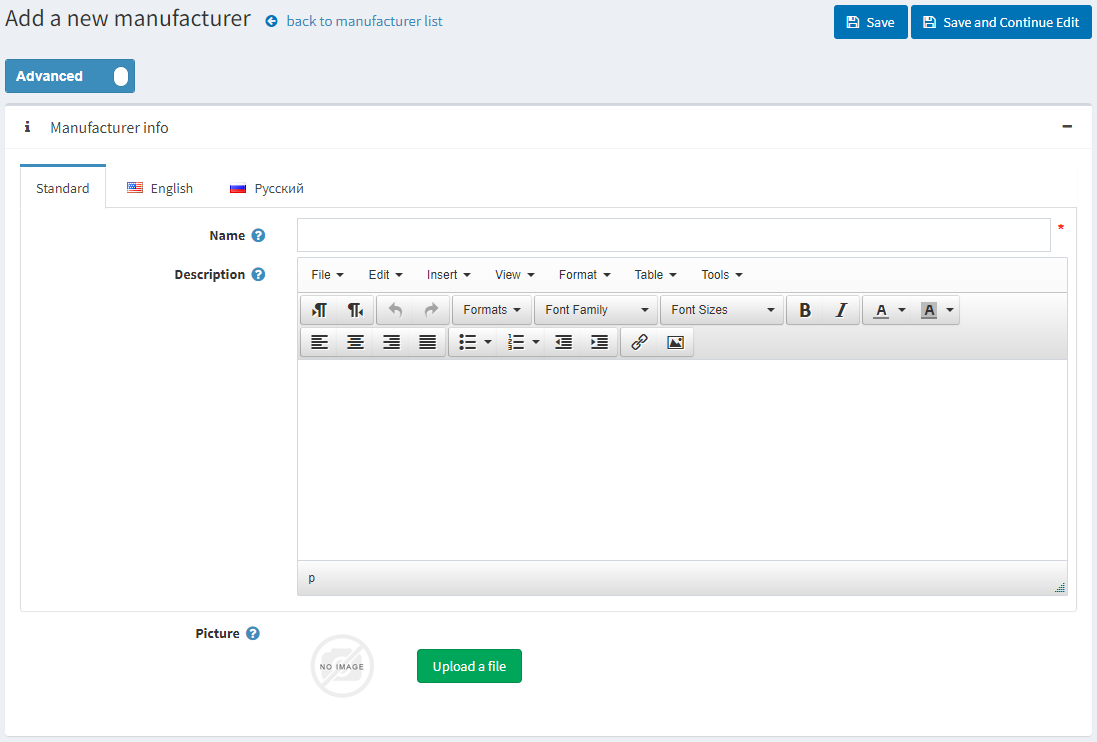 Add a new manufacturer back to manufacturer list Save Save and Continue Edit
Advanced
i Manufacturer info
Standard English Русский
Name ? *
Description ? File Edit Insert View Format Table Tools
Formats Font Family Font Sizes B I A A
p
Picture ? NO IMAGE Upload a file